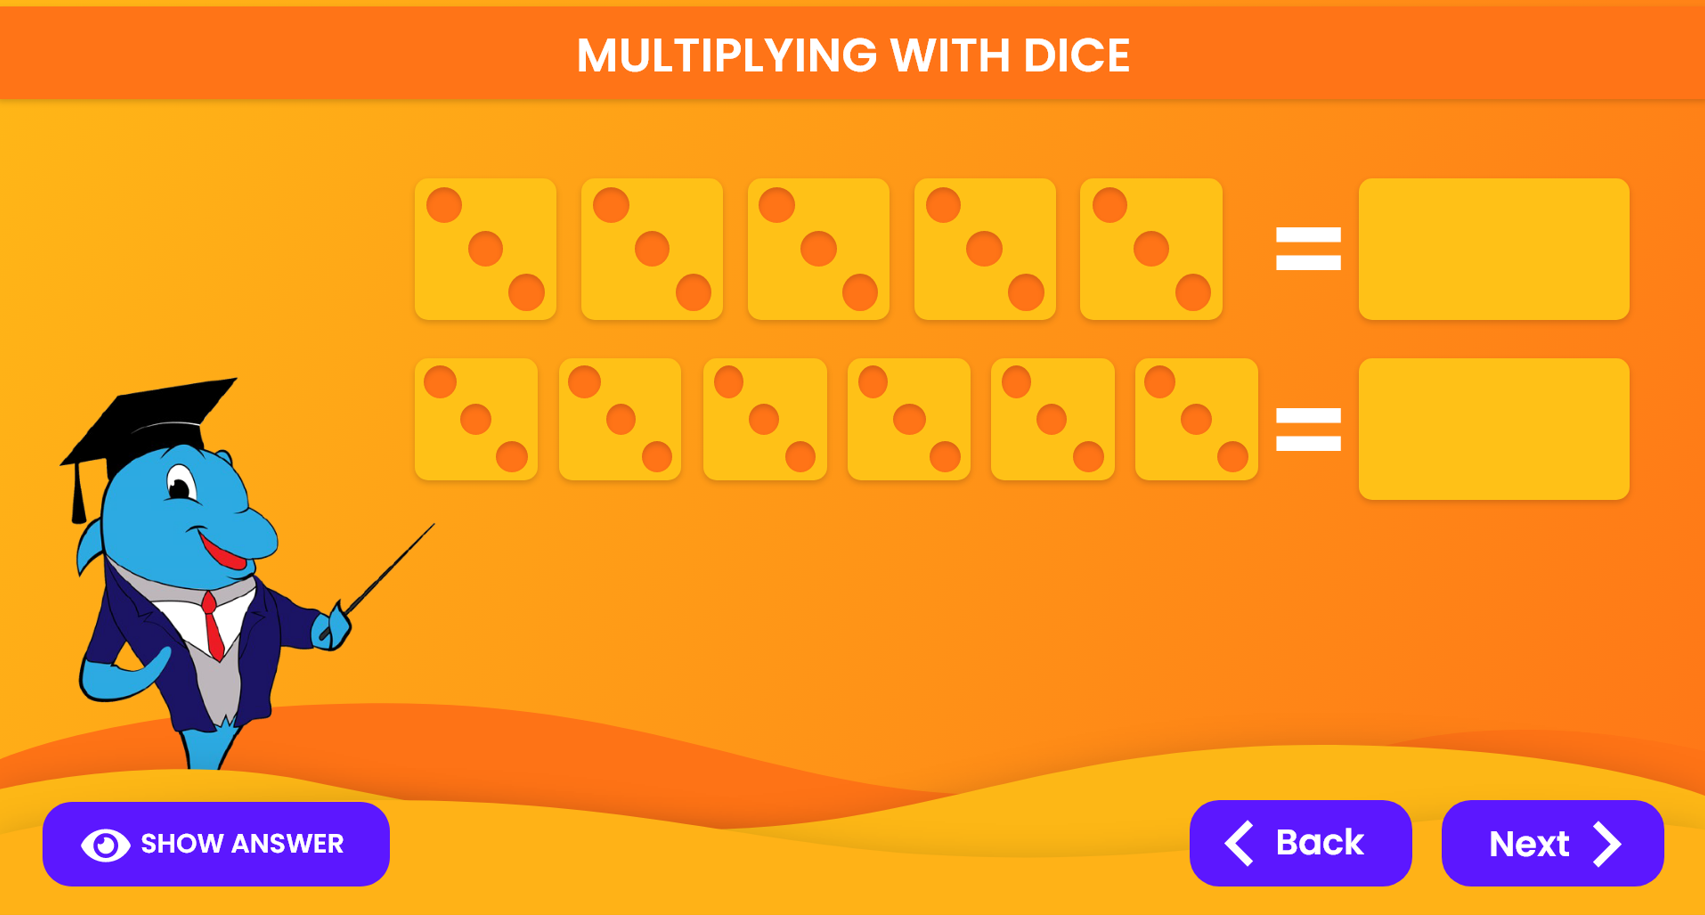 MULTIPLYING WITH DICE
=
=
SHOW ANSWER
Back
Next